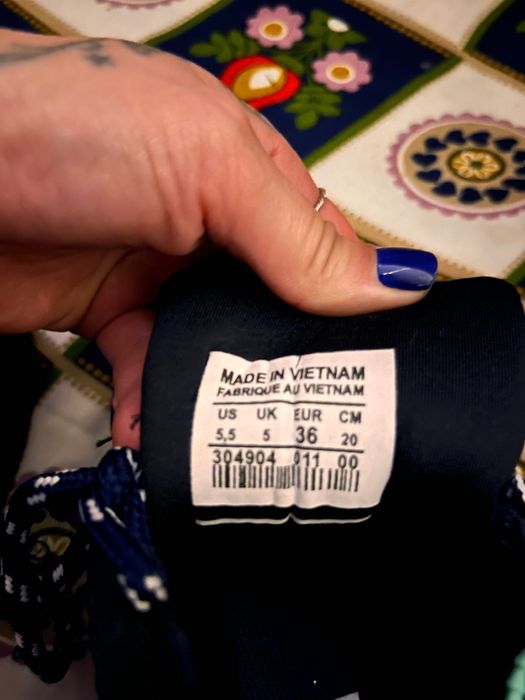 MADE IN VIETNAM
FABRIQUE AU VIETNAM
US UK EUR CM
5,5 5 36 20
304904 011 00